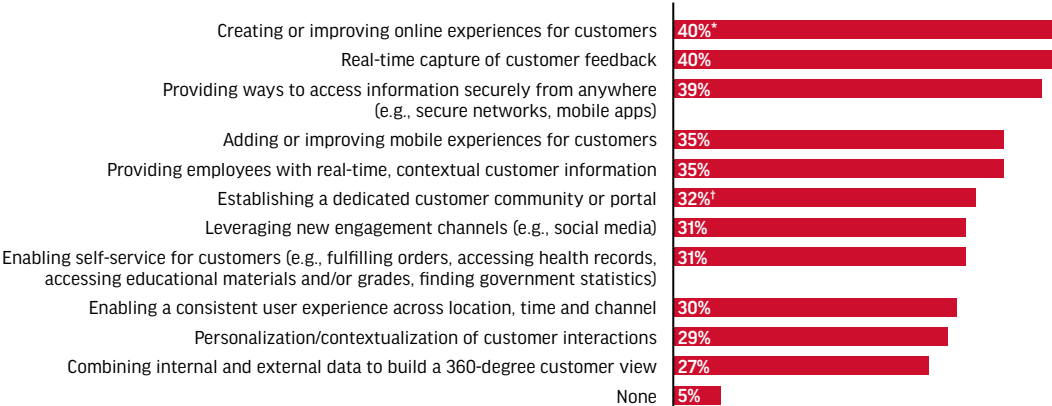 Creating or improving online experiences for customers 40%*
Real-time capture of customer feedback 40%
Providing ways to access information securely from anywhere 39%
(e.g., secure networks, mobile apps)
Adding or improving mobile experiences for customers 35%
Providing employees with real-time, contextual customer information 35%
Establishing a dedicated customer community or portal 32%†
Leveraging new engagement channels (e.g., social media) 31%
Enabling self-service for customers (e.g., fulfilling orders, accessing health records, 31%
accessing educational materials and/or grades, finding government statistics)
Enabling a consistent user experience across location, time and channel 30%
Personalization/contextualization of customer interactions 29%
Combining internal and external data to build a 360-degree customer view 27%
None 5%